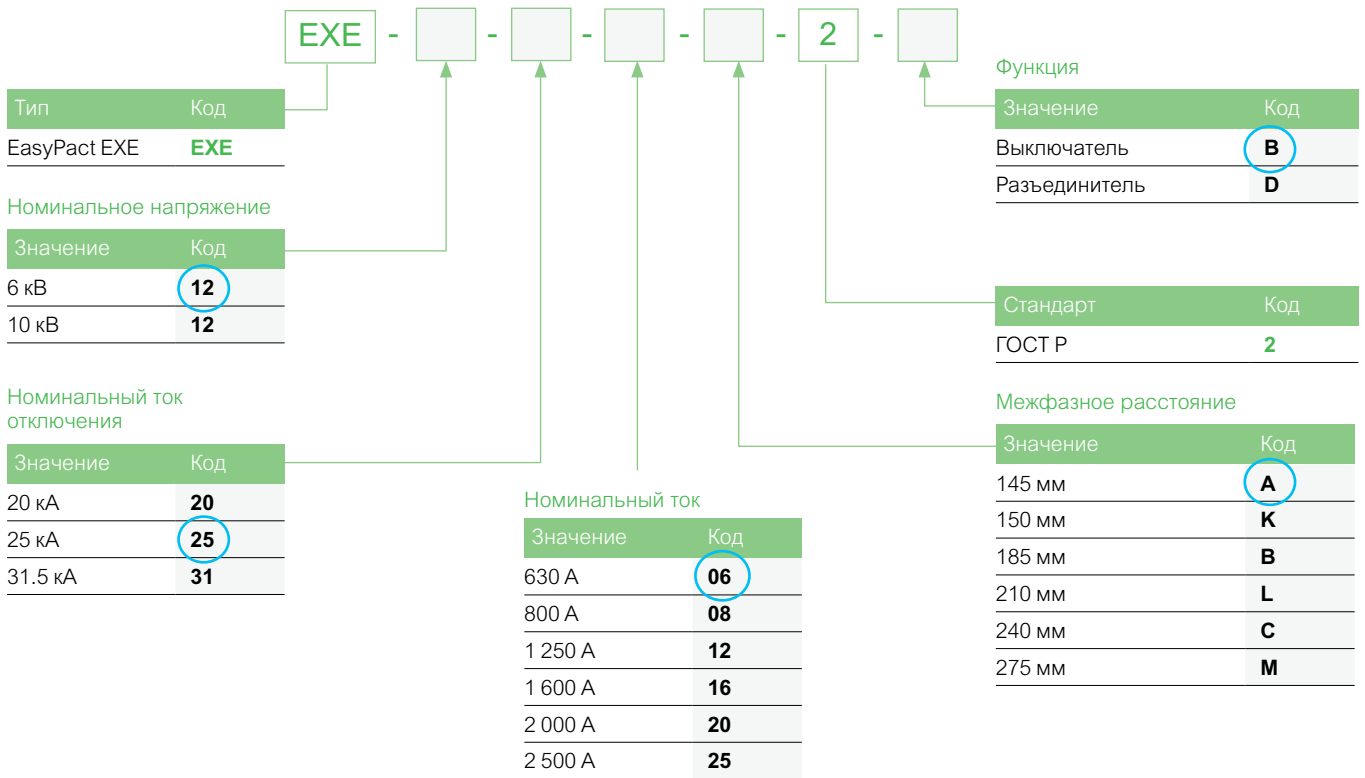 EXE - - - - - 2 -
Тип Код
EasyPact EXE EXE
Номинальное напряжение
Значение Код
6 кВ 12
10 кВ 12
Номинальный ток
отключения
Значение Код
20 кА 20
25 кА 25
31.5 кА 31
Номинальный ток
Значение Код
630 А 06
800 А 08
1 250 А 12
1 600 А 16
2 000 А 20
2 500 А 25
Функция
Значение Код
Выключатель B
Разъединитель D
Стандарт Код
ГОСТ Р 2
Межфазное расстояние
Значение Код
145 мм A
150 мм K
185 мм B
210 мм L
240 мм C
275 мм M